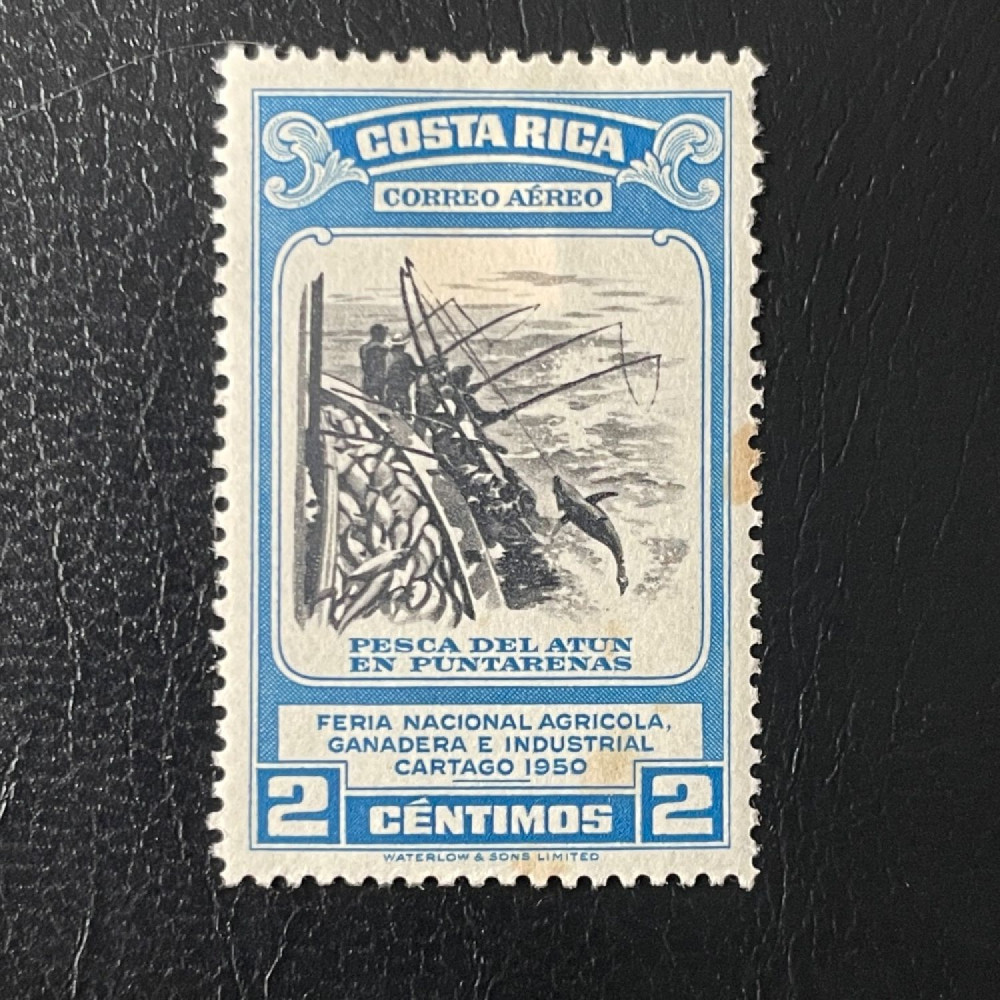 COSTA RICA
CORREO AÉREO
PESCA DEL ATUN
EN PUNTARENAS
FERIA NACIONAL AGRICOLA,
GANADERA E INDUSTRIAL
CARTAGO 1950
2 CÉNTIMOS 2
WATERLOW & SONS LIMITED